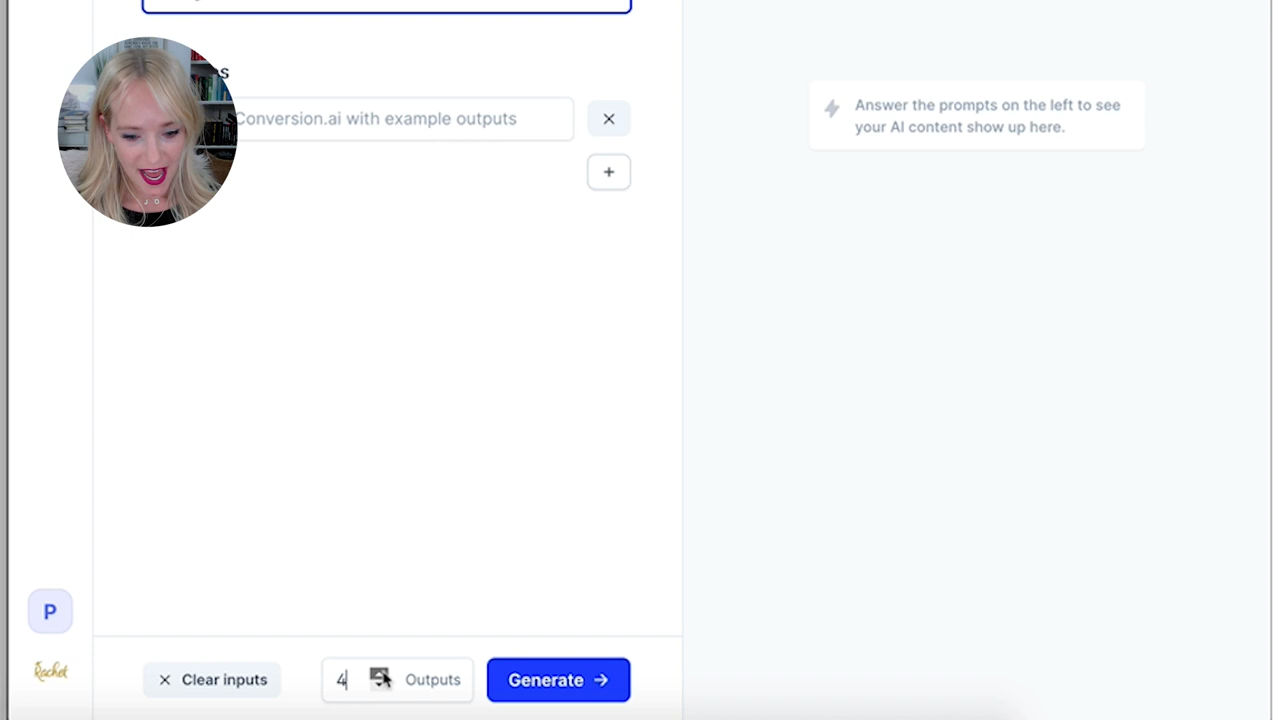 s
Conversion.ai with example outputs
Answer the prompts on the left to see
your AI content show up here.
P
Rachet
Clear inputs
4
Outputs
Generate